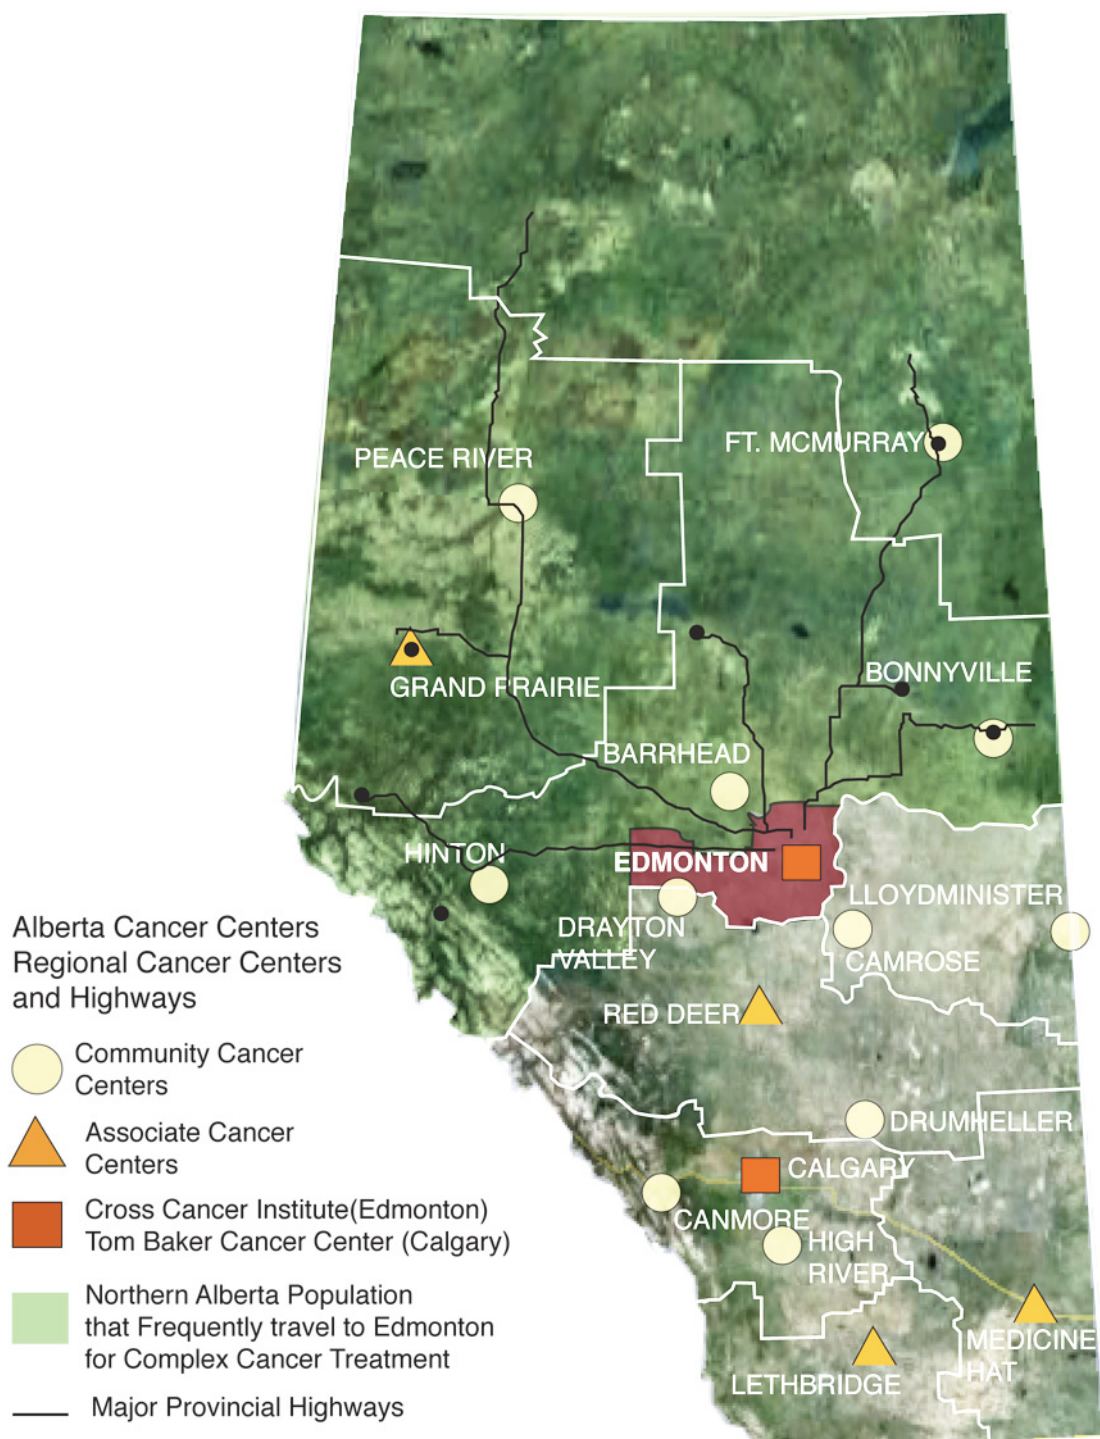 PEACE RIVER
FT. MCMURRAY
GRAND PRAIRIE
BONNYVILLE
BARRHEAD
HINTON
EDMONTON
LLOYDMINISTER
DRAYTON
VALLEY
CAMROSE
RED DEER
DRUMHELLER
CALGARY
CANMORE
HIGH
RIVER
MEDICINE
HAT
LETHBRIDGE
Alberta Cancer Centers
Regional Cancer Centers
and Highways
Community Cancer
Centers
Associate Cancer
Centers
Cross Cancer Institute(Edmonton)
Tom Baker Cancer Center (Calgary)
Northern Alberta Population
that Frequently travel to Edmonton
for Complex Cancer Treatment
Major Provincial Highways